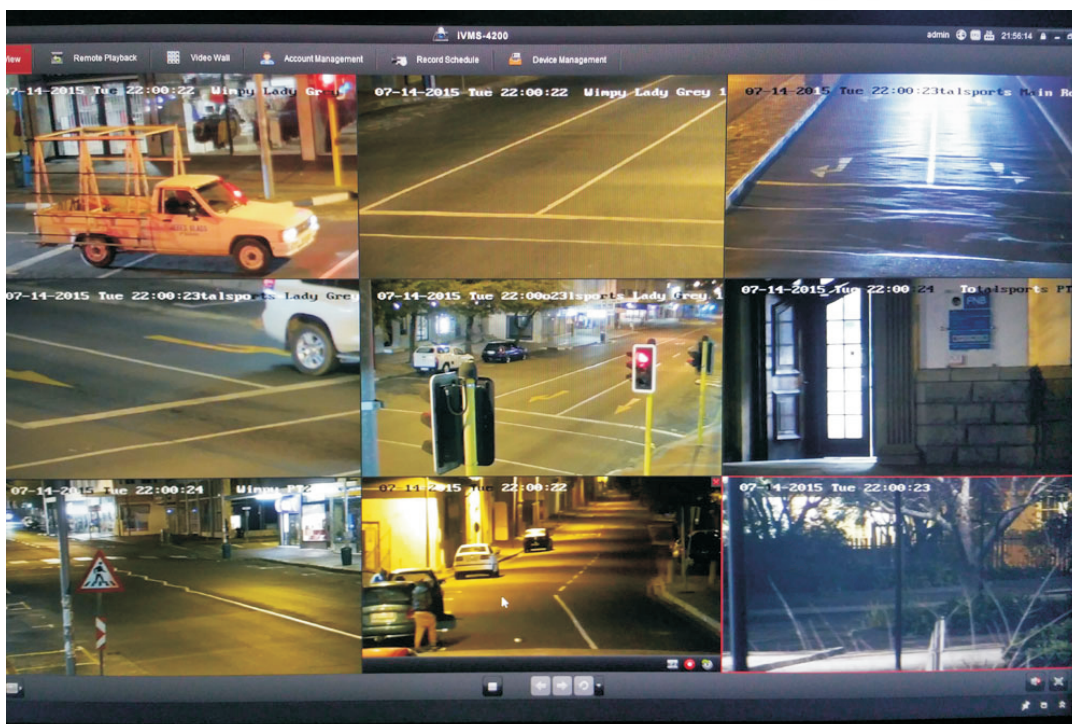 iVMS-4200
admin 21:56:14
View Remote Playback Video Wall Account Management Record Schedule Device Management
07-14-2015 Tue 22:00:22 Wimpy Lady Grey
07-14-2015 Tue 22:00:22 Wimpy Lady Grey 1
07-14-2015 Tue 22:00:23talsports Main Ro
07-14-2015 Tue 22:00:23talsports Lady Grey
07-14-2015 Tue 22:00o23lsports Lady Grey 1
07-14-2015 Tue 22:00:24 Totalsports PT
PNB
07-14-2015 Tue 22:00:24 Wimpy PT2
07-14-2015 Tue 22:00:22
07-14-2015 Tue 22:00:23